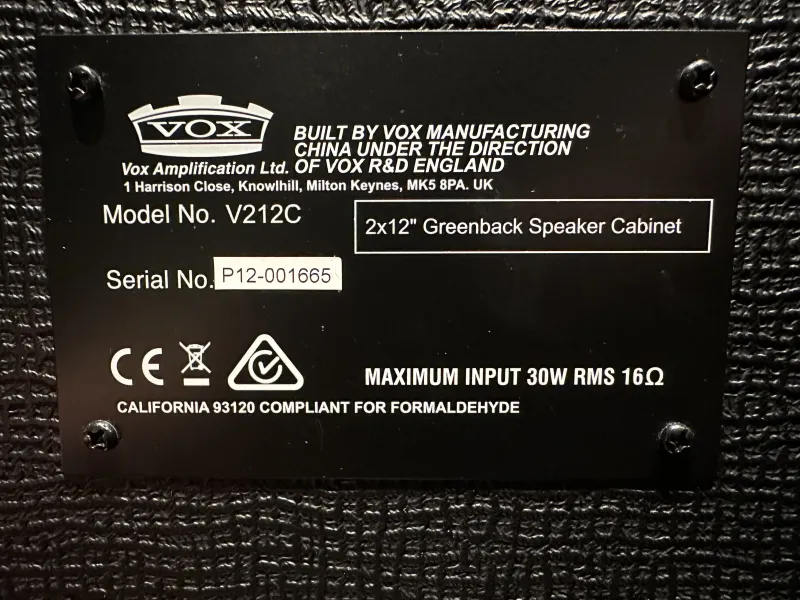 VOX
BUILT BY VOX MANUFACTURING
CHINA UNDER THE DIRECTION
Vox Amplification Ltd. OF VOX R&D ENGLAND
1 Harrison Close, Knowlhill, Milton Keynes, MK5 8PA. UK
Model No. V212C
2x12" Greenback Speaker Cabinet
Serial No. P12-001665
CE
MAXIMUM INPUT 30W RMS 16Ω
CALIFORNIA 93120 COMPLIANT FOR FORMALDEHYDE